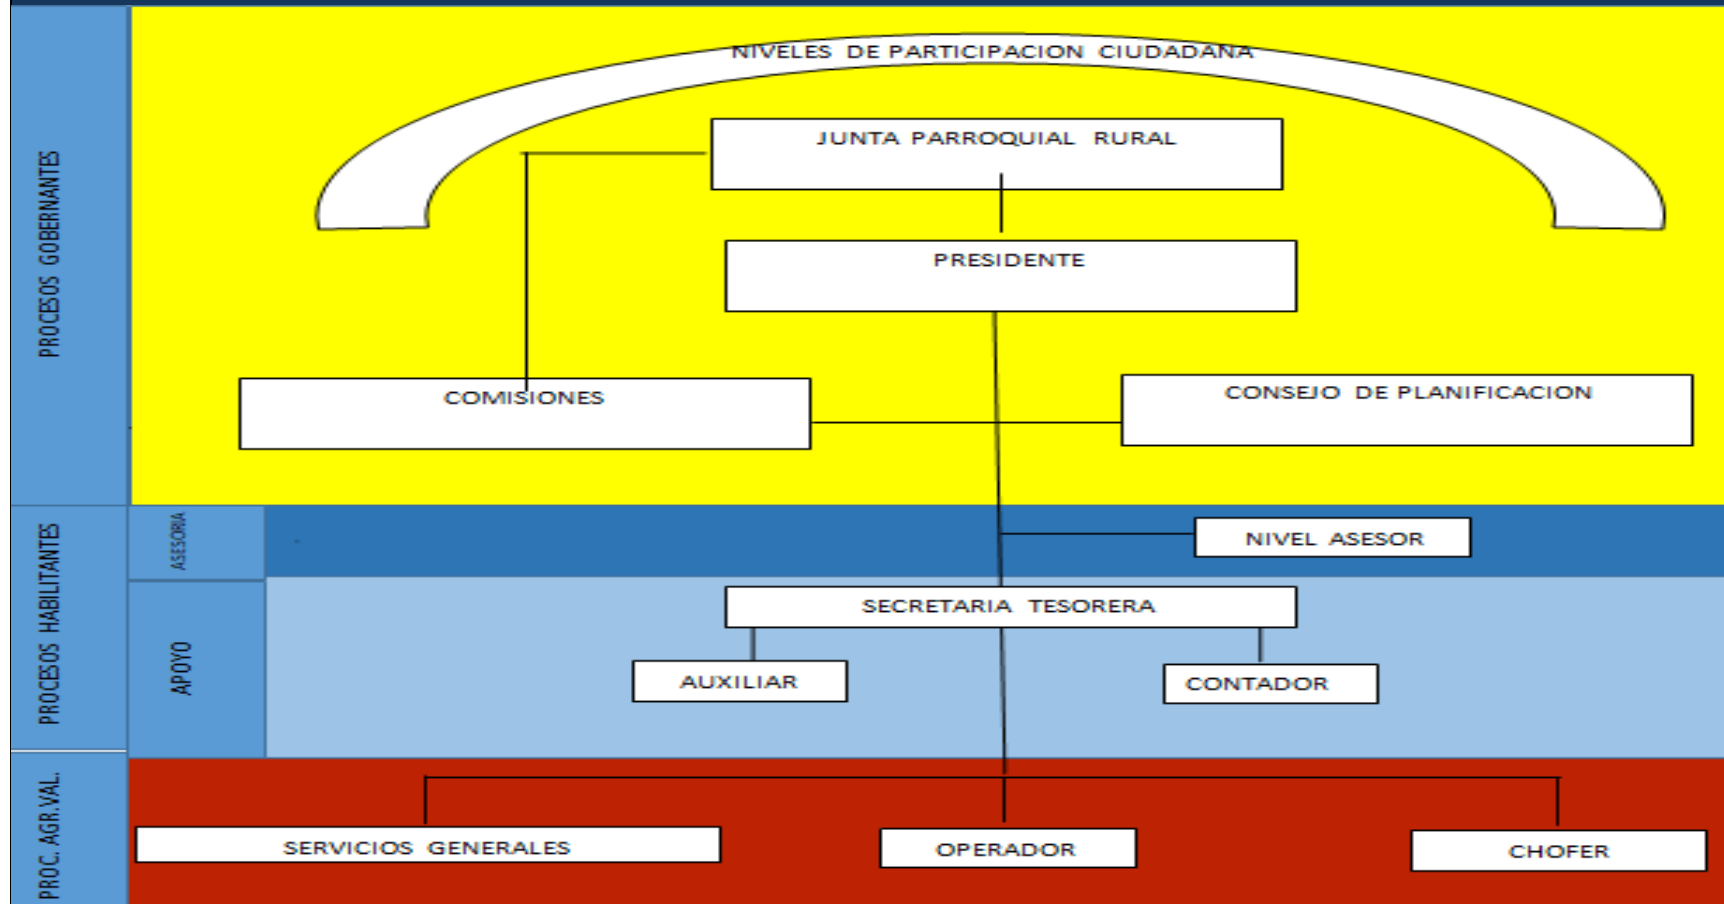 NIVELES DE PARTICIPACION CIUDADANA
JUNTA PARROQUIAL RURAL
PROCESOS GOBERNANTES
PRESIDENTE
COMISIONES
CONSEJO DE PLANIFICACION
PROCESOS HABILITANTES
ASESORIA
NIVEL ASESOR
APOYO
SECRETARIA TESORERA
AUXILIAR
CONTADOR
PROC. AGR.VAL.
SERVICIOS GENERALES
OPERADOR
CHOFER